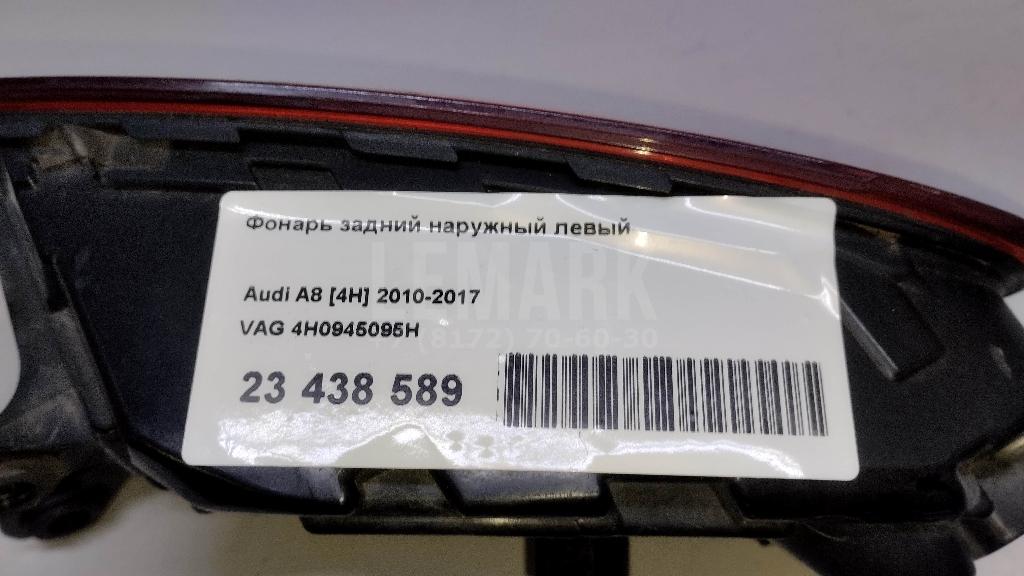 Фонарь задний наружный левый
LEMARK
Audi A8 [4H] 2010-2017
VAG 4H0945095H
+7 (8172) 70-60-30
23 438 589